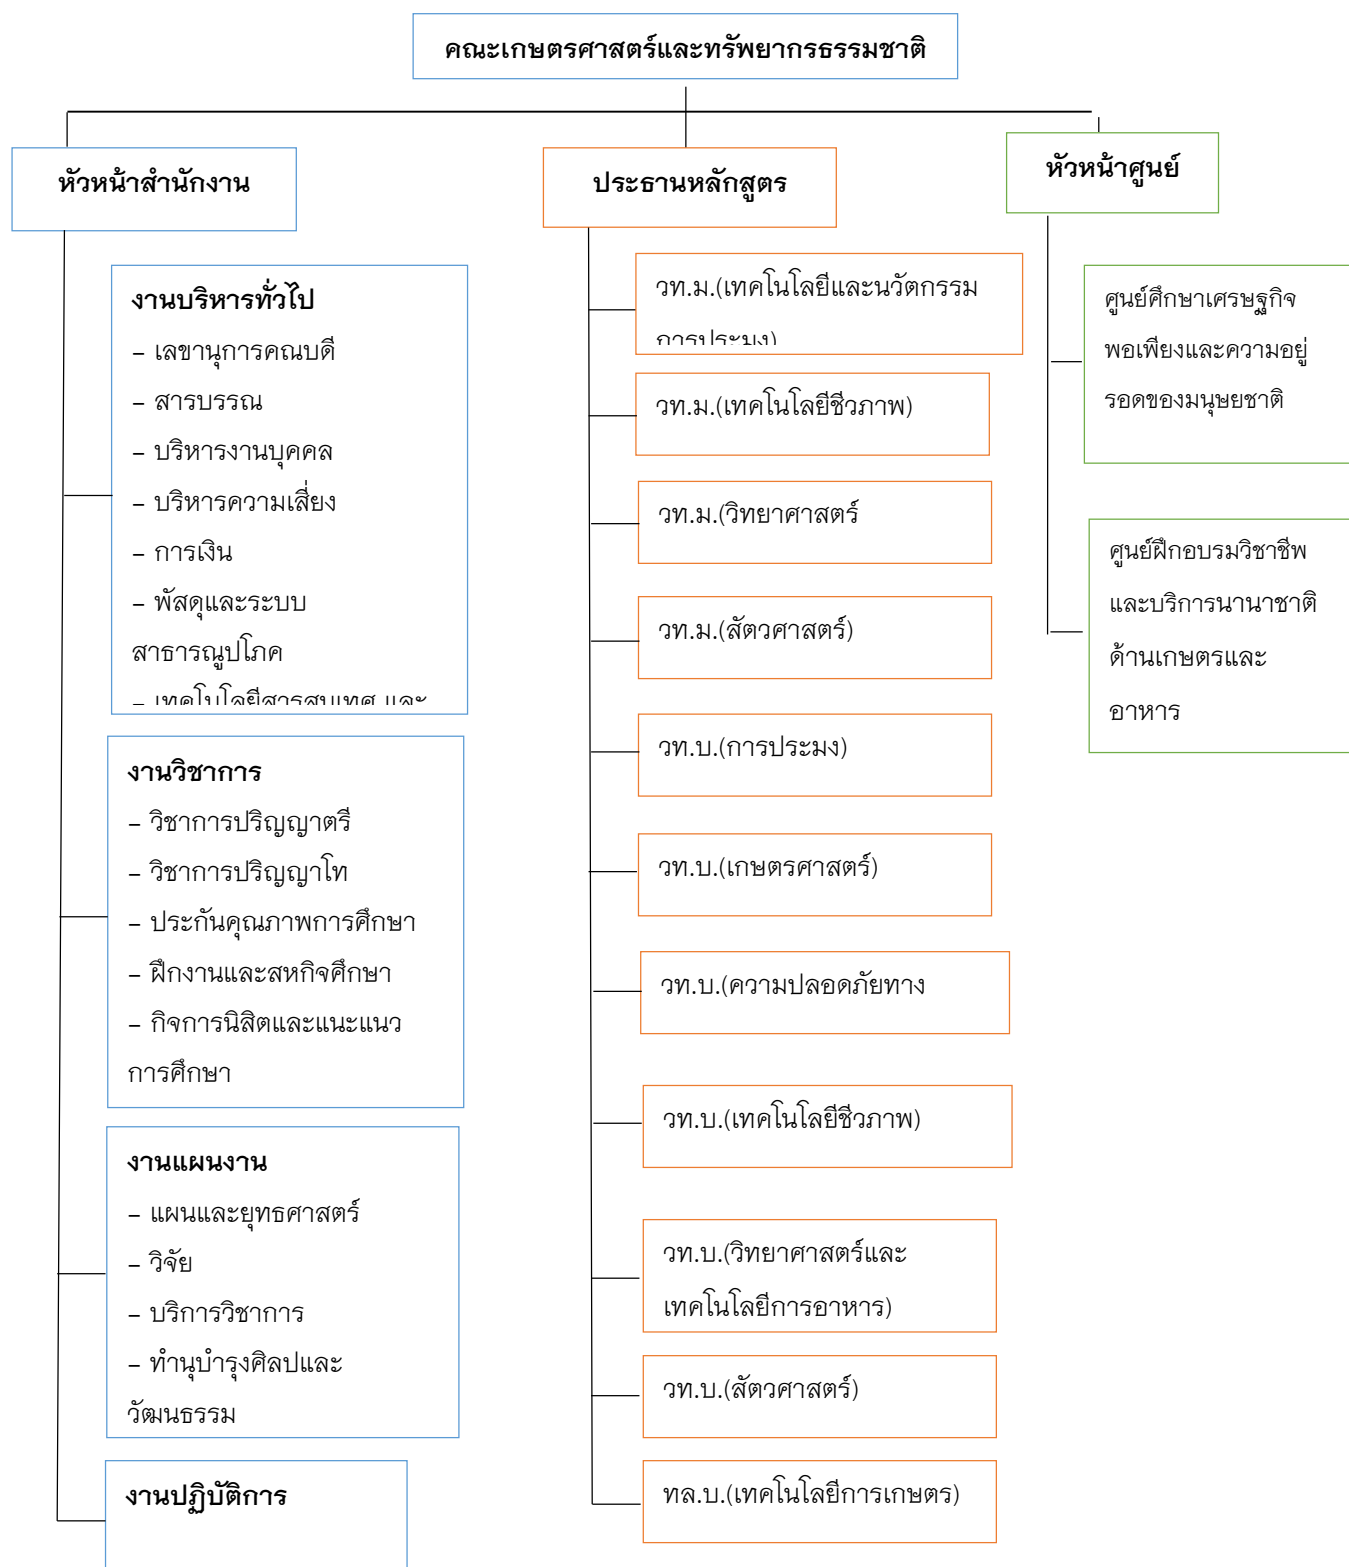 คณะเกษตรศาสตร์และทรัพยากรธรรมชาติ
หัวหน้าสำนักงาน
งานบริหารทั่วไป
– เลขานุการคณบดี
– สารบรรณ
– บริหารงานบุคคล
– บริหารความเสี่ยง
– การเงิน
– พัสดุและระบบ
สาธารณูปโภค
– เทคโนโลยีสารสนเทศ และ
งานวิชาการ
– วิชาการปริญญาตรี
– วิชาการปริญญาโท
– ประกันคุณภาพการศึกษา
– ฝึกงานและสหกิจศึกษา
– กิจการนิสิตและแนะแนว
การศึกษา
งานแผนงาน
– แผนและยุทธศาสตร์
– วิจัย
– บริการวิชาการ
– ทำนุบำรุงศิลปและ
วัฒนธรรม
งานปฏิบัติการ
ประธานหลักสูตร
วท.ม.(เทคโนโลยีและนวัตกรรม
การประมง)
วท.ม.(เทคโนโลยีชีวภาพ)
วท.ม.(วิทยาศาสตร์
วท.ม.(สัตวศาสตร์)
วท.บ.(การประมง)
วท.บ.(เกษตรศาสตร์)
วท.บ.(ความปลอดภัยทาง
วท.บ.(เทคโนโลยีชีวภาพ)
วท.บ.(วิทยาศาสตร์และ
เทคโนโลยีการอาหาร)
วท.บ.(สัตวศาสตร์)
ทล.บ.(เทคโนโลยีการเกษตร)
หัวหน้าศูนย์
ศูนย์ศึกษาเศรษฐกิจ
พอเพียงและความอยู่
รอดของมนุษยชาติ
ศูนย์ฝึกอบรมวิชาชีพ
และบริการนานาชาติ
ด้านเกษตรและ
อาหาร